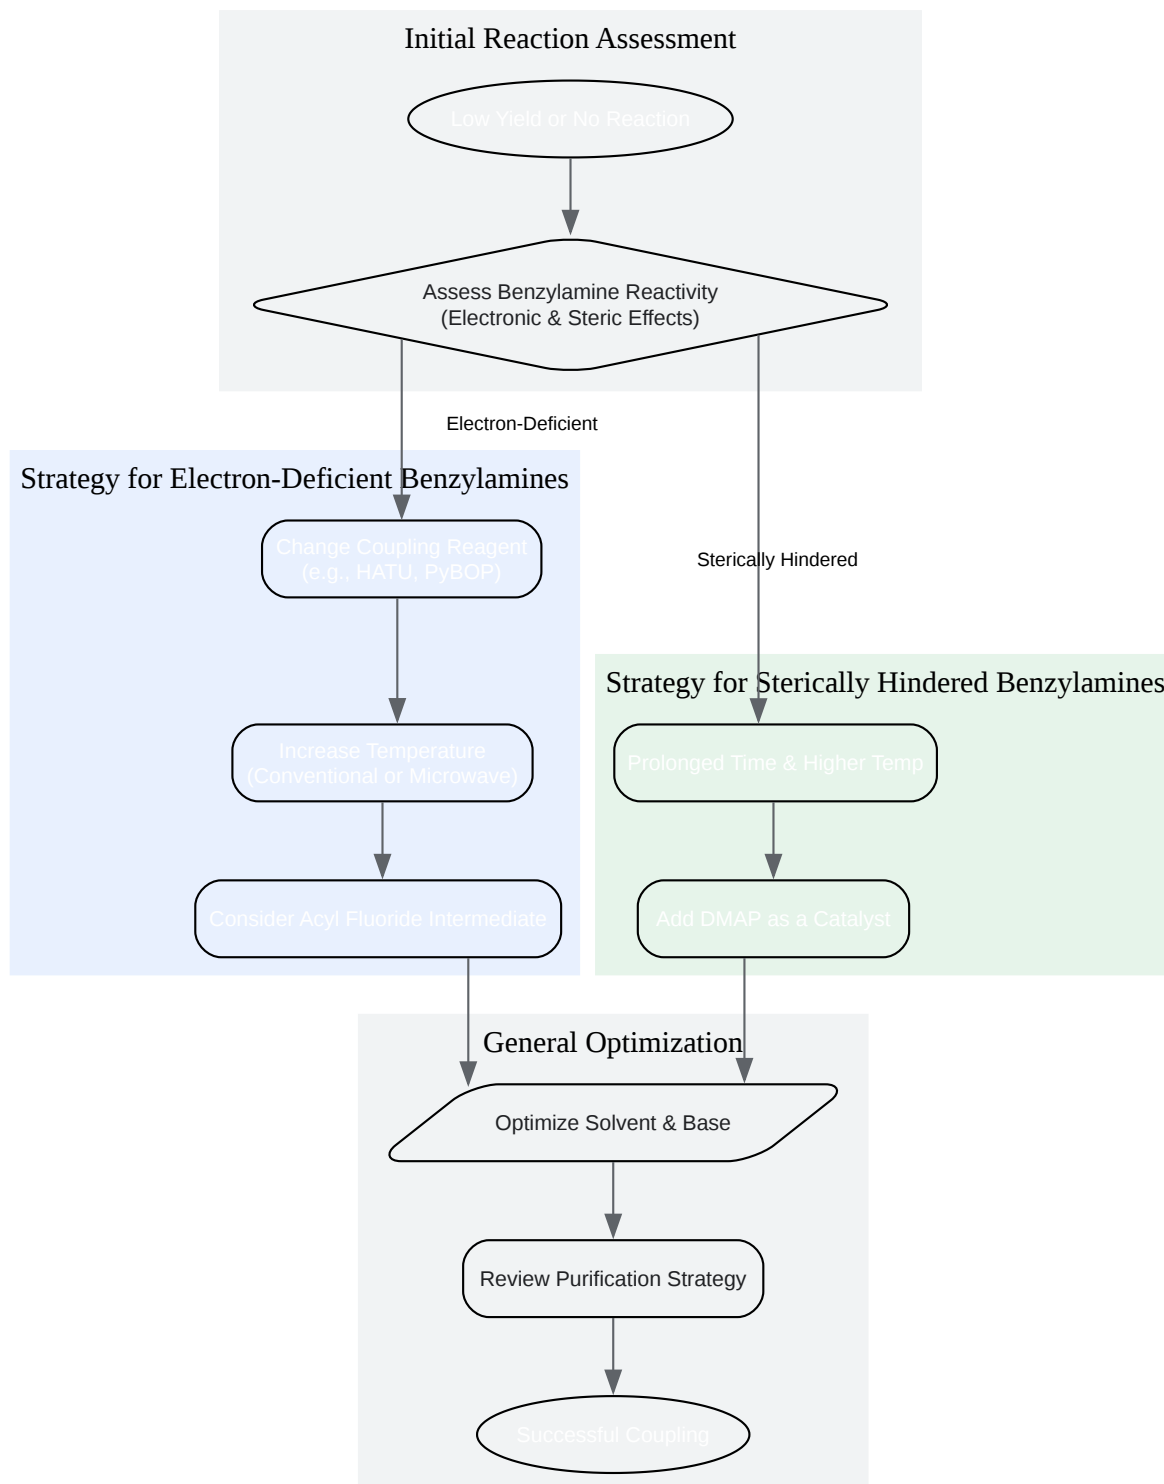 Initial Reaction Assessment
Low Yield or No Reaction
Assess Benzylamine Reactivity
(Electronic & Steric Effects)
Electron-Deficient
Strategy for Electron-Deficient Benzylamines
Change Coupling Reagent
(e.g., HATU, PyBOP)
Increase Temperature
(Conventional or Microwave)
Consider Acyl Fluoride Intermediate
Sterically Hindered
Strategy for Sterically Hindered Benzylamines
Prolonged Time & Higher Temp
Add DMAP as a Catalyst
General Optimization
Optimize Solvent & Base
Review Purification Strategy
Successful Coupling